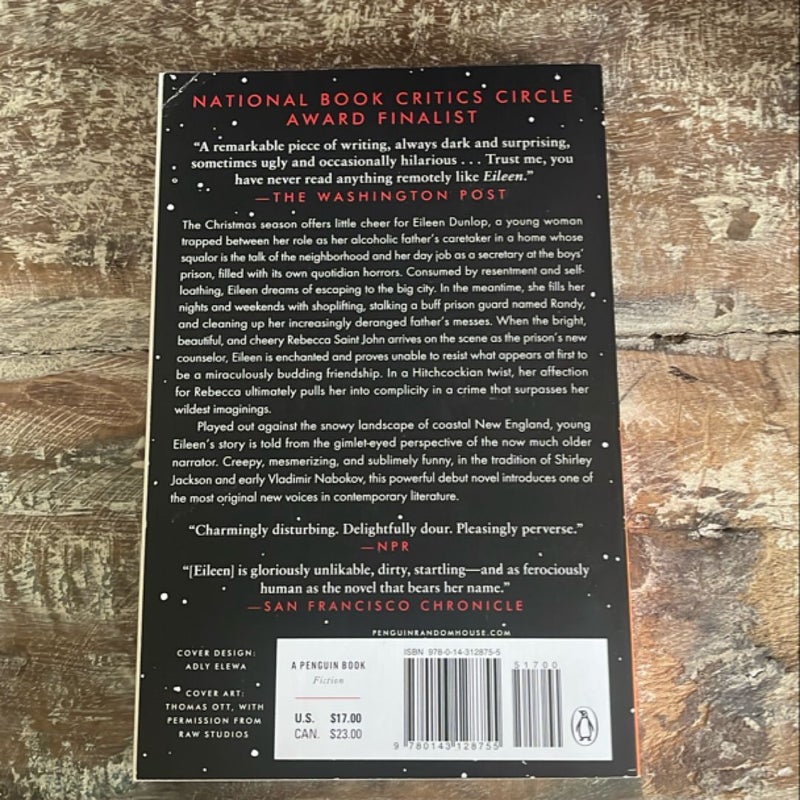 NATIONAL BOOK CRITICS CIRCLE
AWARD FINALIST
“A remarkable piece of writing, always dark and surprising,
sometimes ugly and occasionally hilarious . . . Trust me, you
have never read anything remotely like Eileen.”
—THE WASHINGTON POST
The Christmas season offers little cheer for Eileen Dunlop, a young woman
trapped between her role as her alcoholic father’s caretaker in a home whose
squalor is the talk of the neighborhood and her day job as a secretary at the boys’
prison, filled with its own quotidian horrors. Consumed by resentment and self-
loathing, Eileen dreams of escaping to the big city. In the meantime, she fills her
nights and weekends with shoplifting, stalking a buff prison guard named Randy,
and cleaning up her increasingly deranged father’s messes. When the bright,
beautiful, and cheery Rebecca Saint John arrives on the scene as the prison’s new
counselor, Eileen is enchanted and proves unable to resist what appears at first to
be a miraculously budding friendship. In a Hitchcockian twist, her affection
for Rebecca ultimately pulls her into complicity in a crime that surpasses her
wildest imaginings.
Played out against the snowy landscape of coastal New England, young
Eileen’s story is told from the gimlet-eyed perspective of the now much older
narrator. Creepy, mesmerizing, and sublimely funny, in the tradition of Shirley
Jackson and early Vladimir Nabokov, this powerful debut novel introduces one of
the most original new voices in contemporary literature.
“Charmingly disturbing. Delightfully dour. Pleasingly perverse.”
—NPR
“[Eileen] is gloriously unlikable, dirty, startling—and as ferociously
human as the novel that bears her name.”
—SAN FRANCISCO CHRONICLE
PENGUINRANDOMHOUSE.COM
COVER DESIGN:
ADLY ELEWA
COVER ART:
THOMAS OTT, WITH
PERMISSION FROM
RAW STUDIOS
A PENGUIN BOOK
Fiction
U.S. $17.00
CAN. $23.00
ISBN 978-0-14-312875-5
51700
9 780143 128755